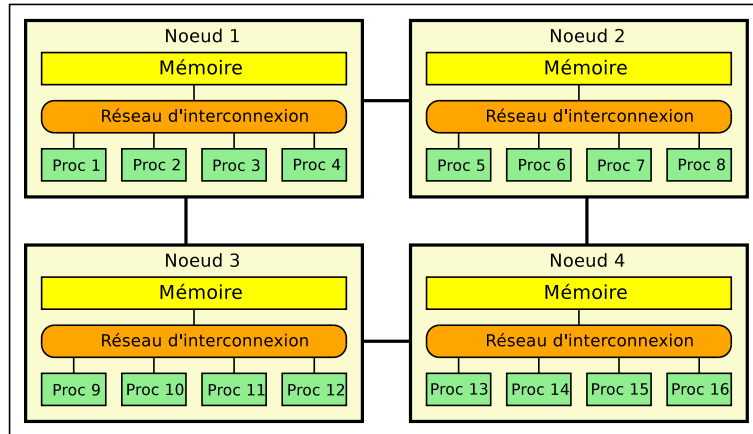 Noeud 1
Mémoire
Réseau d'interconnexion
Proc 1 Proc 2 Proc 3 Proc 4
Noeud 2
Mémoire
Réseau d'interconnexion
Proc 5 Proc 6 Proc 7 Proc 8
Noeud 3
Mémoire
Réseau d'interconnexion
Proc 9 Proc 10 Proc 11 Proc 12
Noeud 4
Mémoire
Réseau d'interconnexion
Proc 13 Proc 14 Proc 15 Proc 16